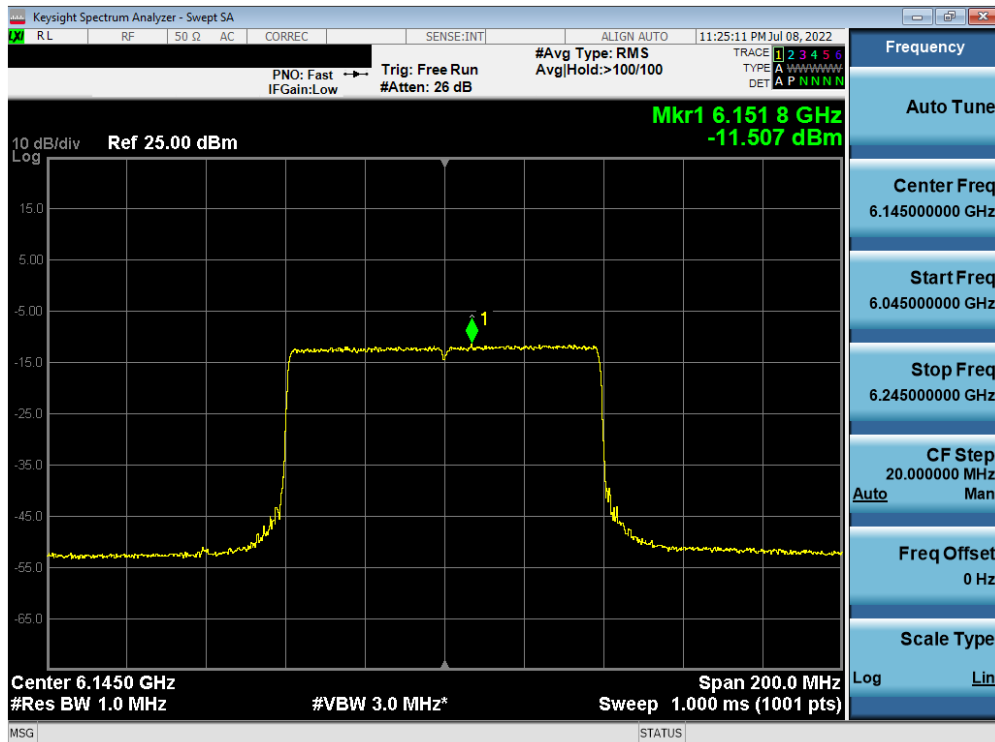 Keysight Spectrum Analyzer - Swept SA
LXI RL RF 50 Ω AC CORREC SENSE:INT ALIGN AUTO 11:25:11 PM Jul 08, 2022
PNO: Fast
IFGain:Low
Trig: Free Run
#Atten: 26 dB
#Avg Type: RMS
Avg|Hold:>100/100
TRACE 1 2 3 4 5 6
TYPE A W W W W W
DET A P N N N N
Mkr1 6.151 8 GHz
-11.507 dBm
10 dB/div Ref 25.00 dBm
Log
15.0
5.00
-5.00
-15.0
-25.0
-35.0
-45.0
-55.0
-65.0
1
Center 6.1450 GHz
Span 200.0 MHz
#Res BW 1.0 MHz
#VBW 3.0 MHz*
Sweep 1.000 ms (1001 pts)
MSG
STATUS
Frequency
Auto Tune
Center Freq
6.145000000 GHz
Start Freq
6.045000000 GHz
Stop Freq
6.245000000 GHz
CF Step
20.000000 MHz
Auto Man
Freq Offset
0 Hz
Scale Type
Log Lin